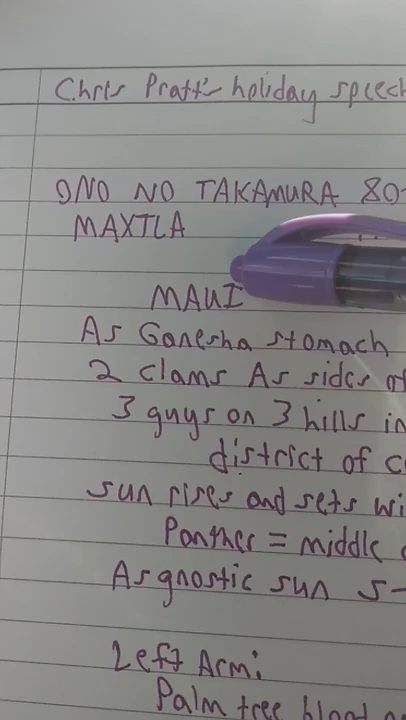 Chris Pratt's holiday speech
ONO NO TAKAMURA 80
MAXTLA
MAUI
As Ganesha stomach
2 clams As sides of
3 guys on 3 hills in
district of
sun rises and sets
Panther = middle
As gnostic sun
Left Arm:
Palm tree blood